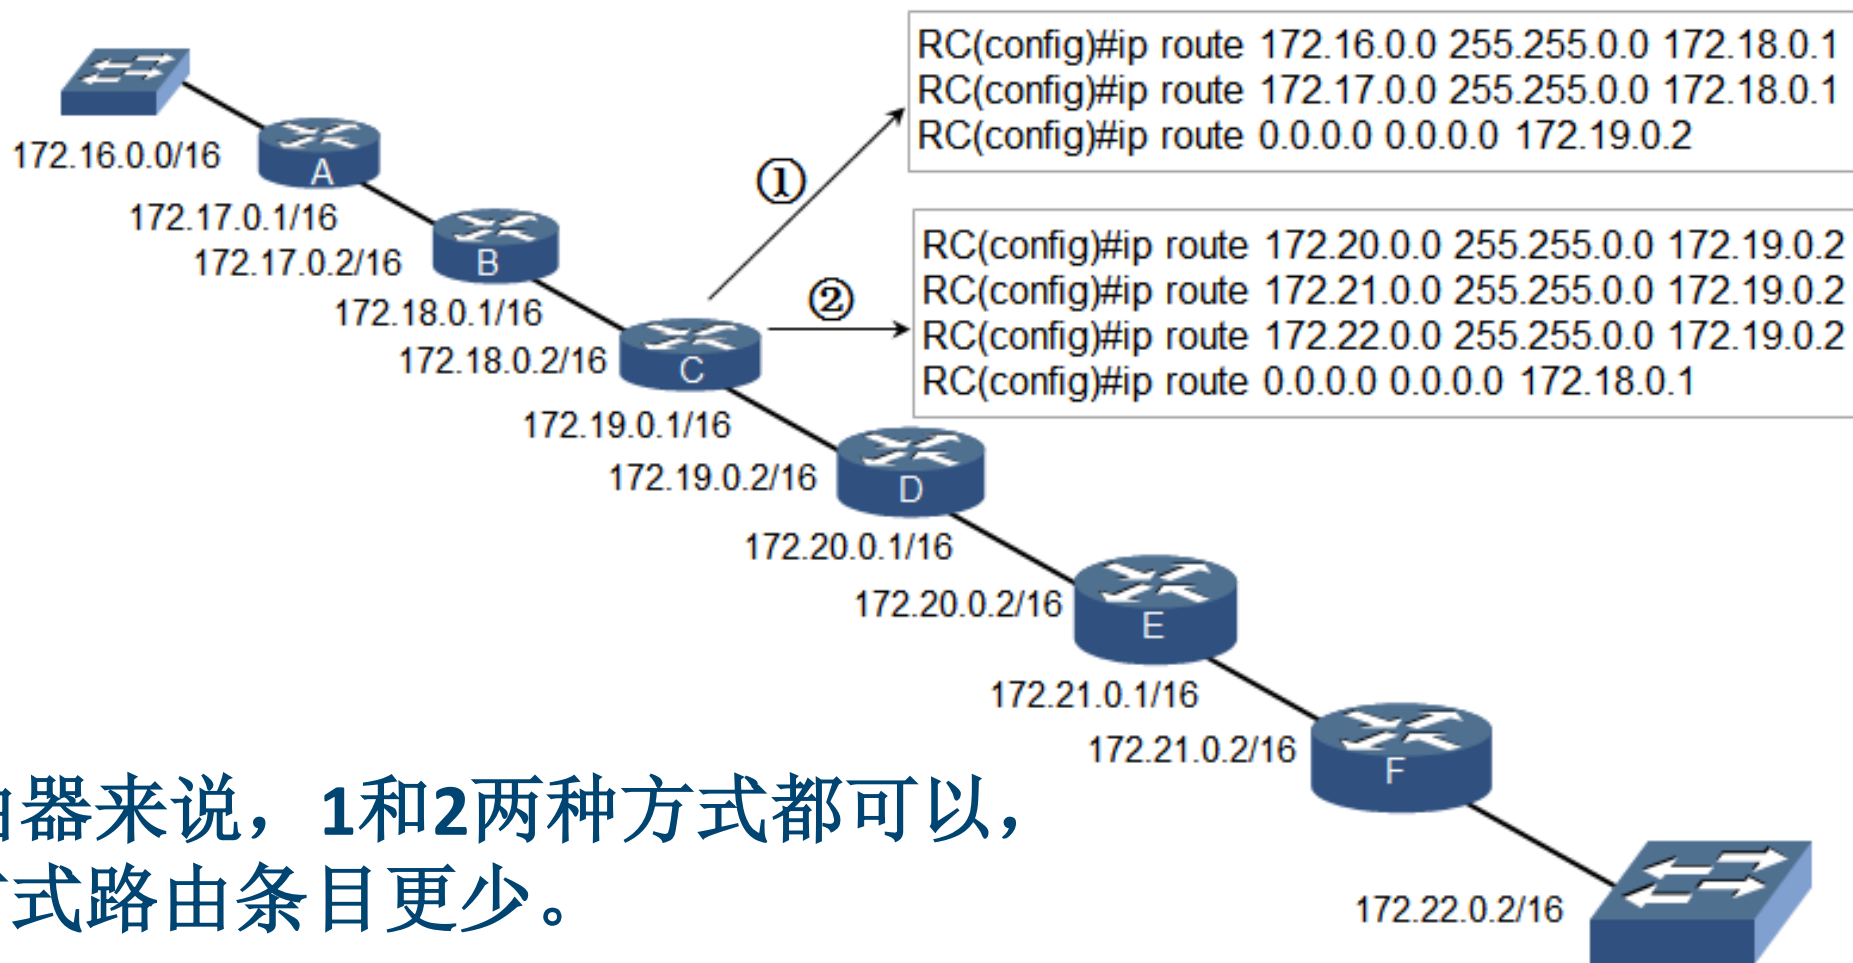 RC(config)#ip route 172.16.0.0 255.255.0.0 172.18.0.1
RC(config)#ip route 172.17.0.0 255.255.0.0 172.18.0.1
RC(config)#ip route 0.0.0.0 0.0.0.0 172.19.0.2
172.16.0.0/16
A
①
172.17.0.1/16
172.17.0.2/16
B
RC(config)#ip route 172.20.0.0 255.255.0.0 172.19.0.2
RC(config)#ip route 172.21.0.0 255.255.0.0 172.19.0.2
RC(config)#ip route 172.22.0.0 255.255.0.0 172.19.0.2
RC(config)#ip route 0.0.0.0 0.0.0.0 172.18.0.1
②
172.18.0.1/16
172.18.0.2/16
C
172.19.0.1/16
172.19.0.2/16
D
172.20.0.1/16
172.20.0.2/16
E
172.21.0.1/16
172.21.0.2/16
F
由器来说，1和2两种方式都可以，
方式路由条目更少。
172.22.0.2/16